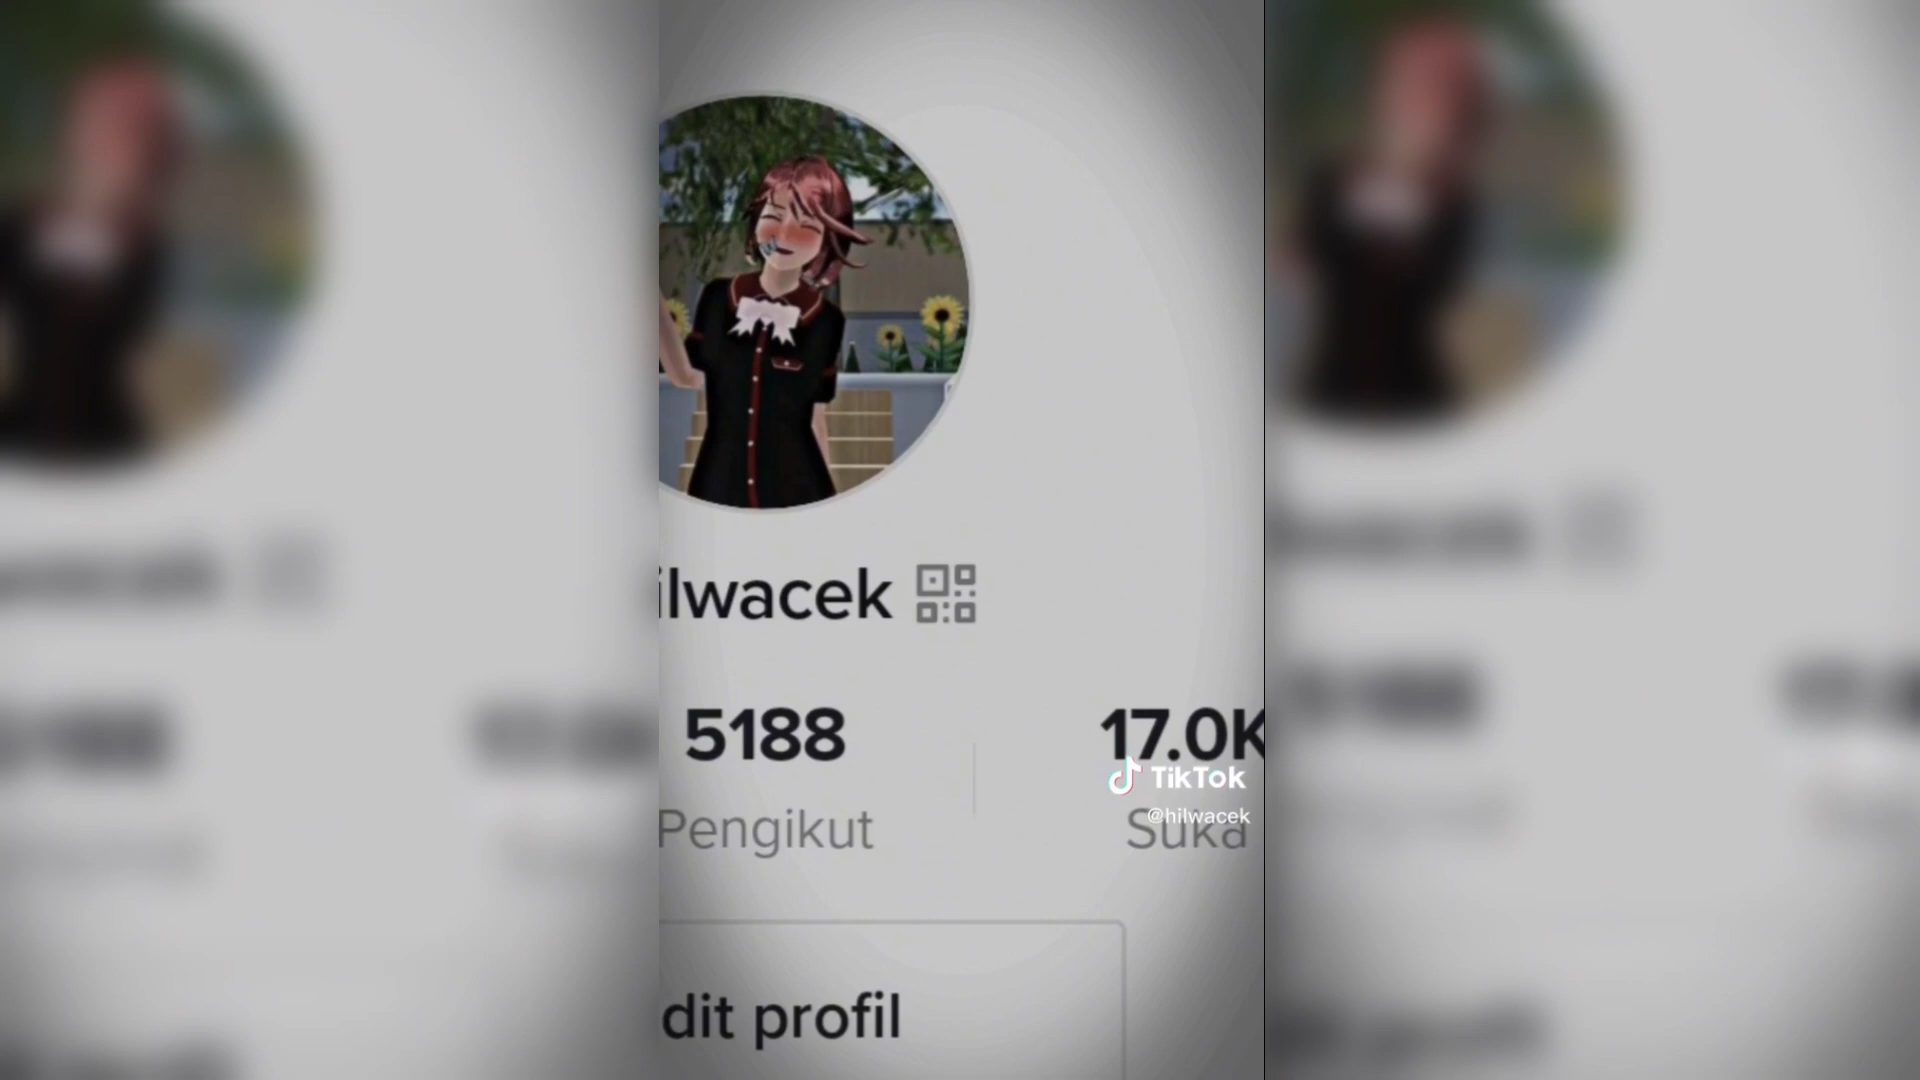 ilwacek
5188
17.0K
TikTok
@hilwacek
Pengikut
Suka
dit profil